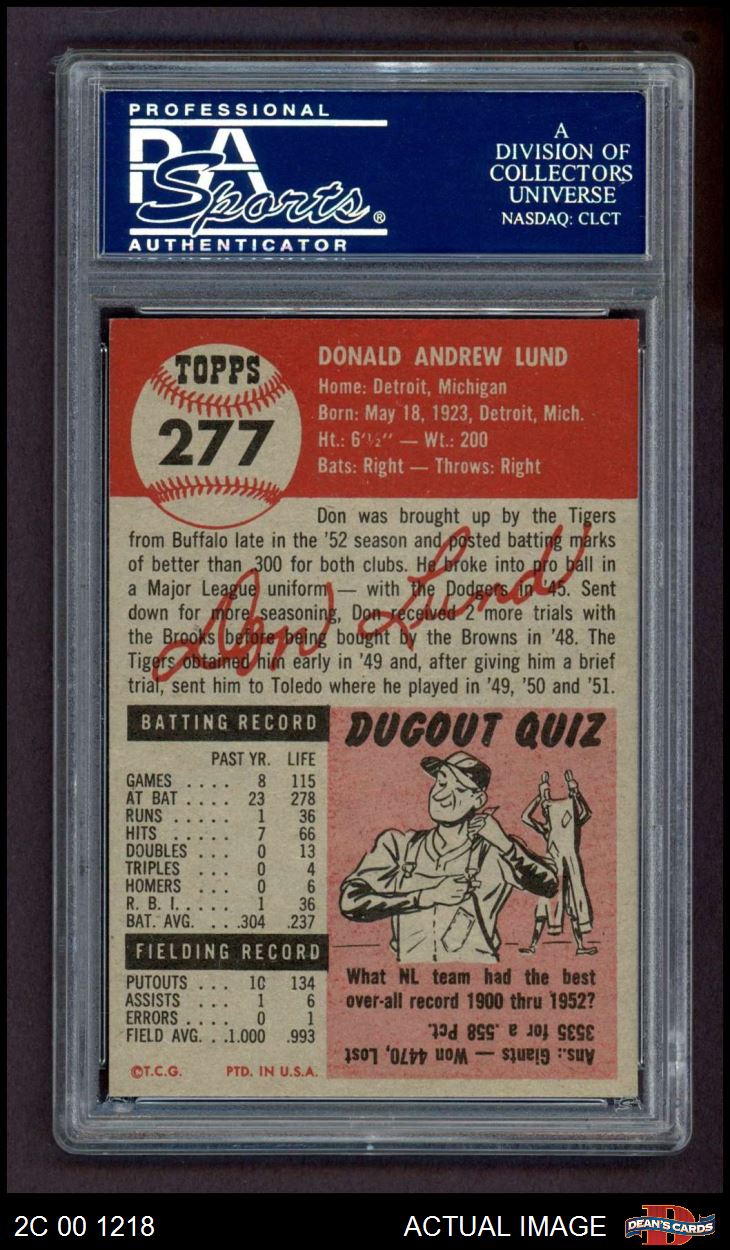 PROFESSIONAL
PSA
Sports®
AUTHENTICATOR
A
DIVISION OF
COLLECTORS
UNIVERSE
NASDAQ: CLCT
TOPPS
277
DONALD ANDREW LUND
Home: Detroit, Michigan
Born: May 18, 1923, Detroit, Mich.
Ht.: 6'½" — Wt.: 200
Bats: Right — Throws: Right
Don was brought up by the Tigers
from Buffalo late in the '52 season and posted batting marks
of better than .300 for both clubs. He broke into pro ball in
a Major League uniform — with the Dodgers in '45. Sent
down for more seasoning, Don received 2 more trials with
the Brooks before being bought by the Browns in '48. The
Tigers obtained him early in '49 and, after giving him a brief
trial, sent him to Toledo where he played in '49, '50 and '51.
Don Lund
BATTING RECORD
PAST YR. LIFE
GAMES .... 8 115
AT BAT .... 23 278
RUNS ..... 1 36
HITS ..... 7 66
DOUBLES ... 0 13
TRIPLES ... 0 4
HOMERS ... 0 6
R. B. I. .... 1 36
BAT. AVG. . .304 .237
FIELDING RECORD
PUTOUTS ... 10 134
ASSISTS ... 1 6
ERRORS .... 0 1
FIELD AVG. . .1.000 .993
©T.C.G. PTD. IN U.S.A.
DUGOUT QUIZ
What NL team had the best
over-all record 1900 thru 1952?
Ans.: Giants — Won 4470, Lost
3535 for a .558 Pct.
2C 00 1218
ACTUAL IMAGE
D
DEAN'S CARDS